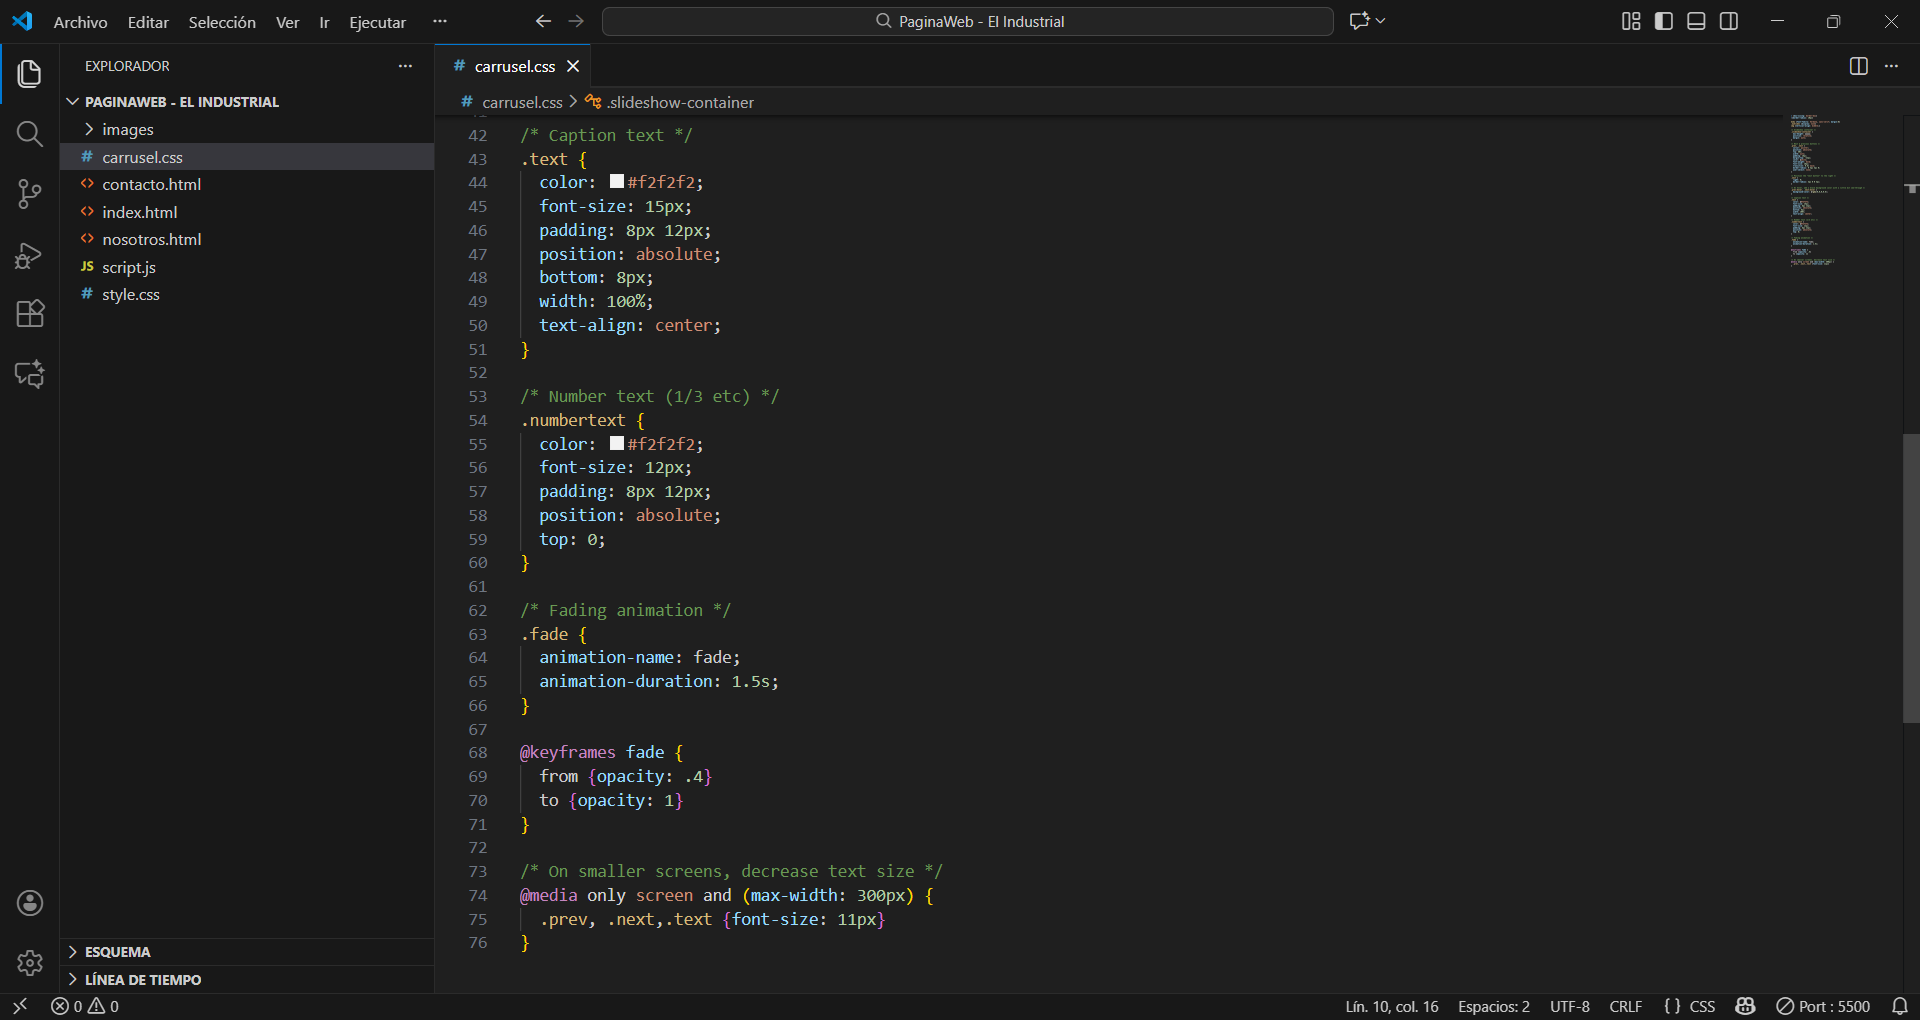 Archivo Editar Selección Ver Ir Ejecutar ···
PaginaWeb - El Industrial
EXPLORADOR
PAGINAWEB - EL INDUSTRIAL
images
# carrusel.css
<> contacto.html
<> index.html
<> nosotros.html
JS script.js
# style.css
ESQUEMA
LÍNEA DE TIEMPO
# carrusel.css
# carrusel.css > .slideshow-container
42 /* Caption text */
43 .text {
44 color: #f2f2f2;
45 font-size: 15px;
46 padding: 8px 12px;
47 position: absolute;
48 bottom: 8px;
49 width: 100%;
50 text-align: center;
51 }
52
53 /* Number text (1/3 etc) */
54 .numbertext {
55 color: #f2f2f2;
56 font-size: 12px;
57 padding: 8px 12px;
58 position: absolute;
59 top: 0;
60 }
61
62 /* Fading animation */
63 .fade {
64 animation-name: fade;
65 animation-duration: 1.5s;
66 }
67
68 @keyframes fade {
69 from {opacity: .4}
70 to {opacity: 1}
71 }
72
73 /* On smaller screens, decrease text size */
74 @media only screen and (max-width: 300px) {
75 .prev, .next,.text {font-size: 11px}
76 }
0 0
Lín. 10, col. 16 Espacios: 2 UTF-8 CRLF {} CSS Port : 5500